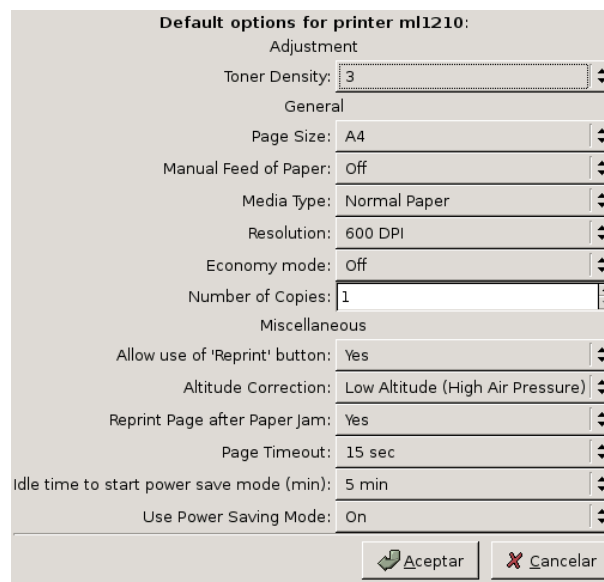 Default options for printer ml1210:
Adjustment
Toner Density: 3
General
Page Size: A4
Manual Feed of Paper: Off
Media Type: Normal Paper
Resolution: 600 DPI
Economy mode: Off
Number of Copies: 1
Miscellaneous
Allow use of 'Reprint' button: Yes
Altitude Correction: Low Altitude (High Air Pressure)
Reprint Page after Paper Jam: Yes
Page Timeout: 15 sec
Idle time to start power save mode (min): 5 min
Use Power Saving Mode: On
Aceptar Cancelar